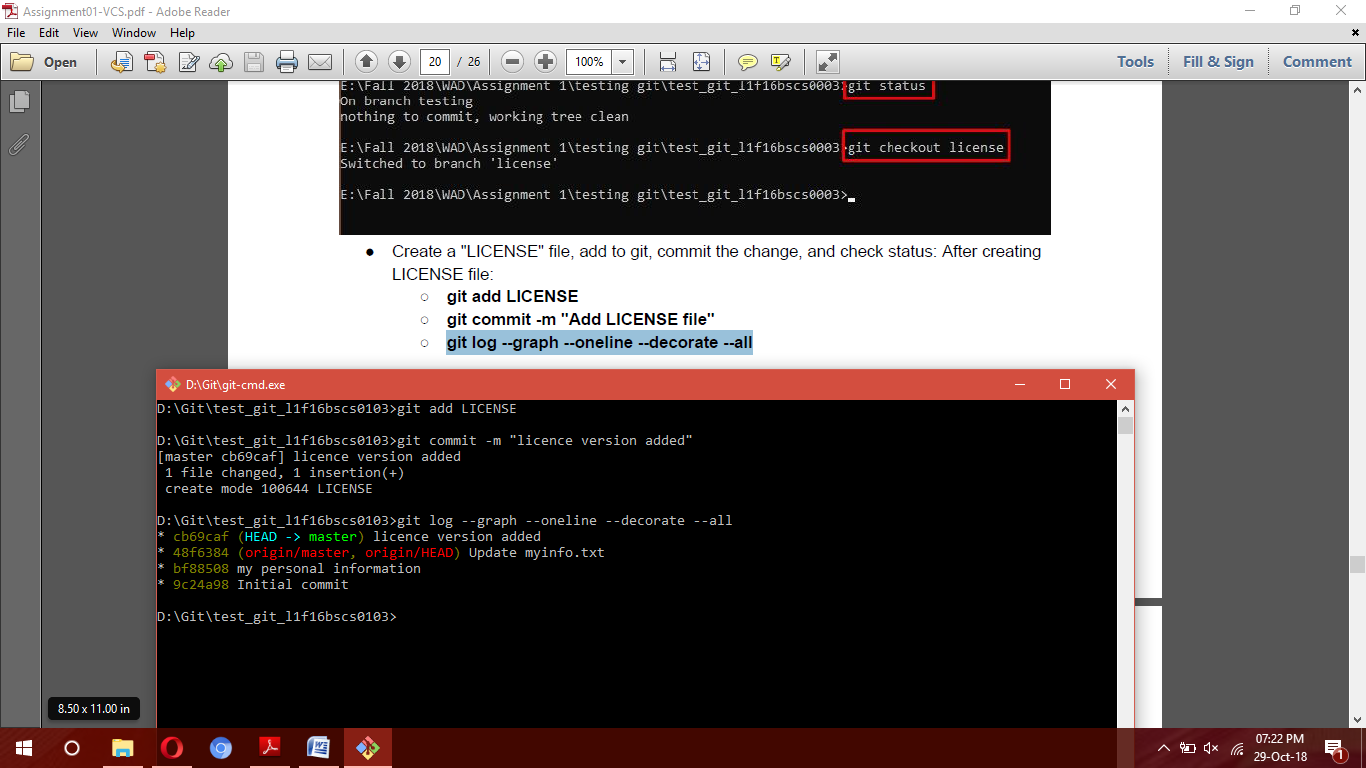 Assignment01-VCS.pdf - Adobe Reader
File Edit View Window Help
Open 20 / 26 100% Tools Fill & Sign Comment
E:\Fall 2018\WAD\Assignment 1\testing git\test_git_l1f16bscs0003>git status
On branch testing
nothing to commit, working tree clean
E:\Fall 2018\WAD\Assignment 1\testing git\test_git_l1f16bscs0003>git checkout license
Switched to branch 'license'
E:\Fall 2018\WAD\Assignment 1\testing git\test_git_l1f16bscs0003>
● Create a "LICENSE" file, add to git, commit the change, and check status: After creating
LICENSE file:
○ git add LICENSE
○ git commit -m "Add LICENSE file"
○ git log --graph --oneline --decorate --all
D:\Git\git-cmd.exe
D:\Git\test_git_l1f16bscs0103>git add LICENSE
D:\Git\test_git_l1f16bscs0103>git commit -m "licence version added"
[master cb69caf] licence version added
1 file changed, 1 insertion(+)
create mode 100644 LICENSE
D:\Git\test_git_l1f16bscs0103>git log --graph --oneline --decorate --all
* cb69caf (HEAD -> master) licence version added
* 48f6384 (origin/master, origin/HEAD) Update myinfo.txt
* bf88508 my personal information
* 9c24a98 Initial commit
D:\Git\test_git_l1f16bscs0103>
8.50 x 11.00 in
07:22 PM
29-Oct-18
1